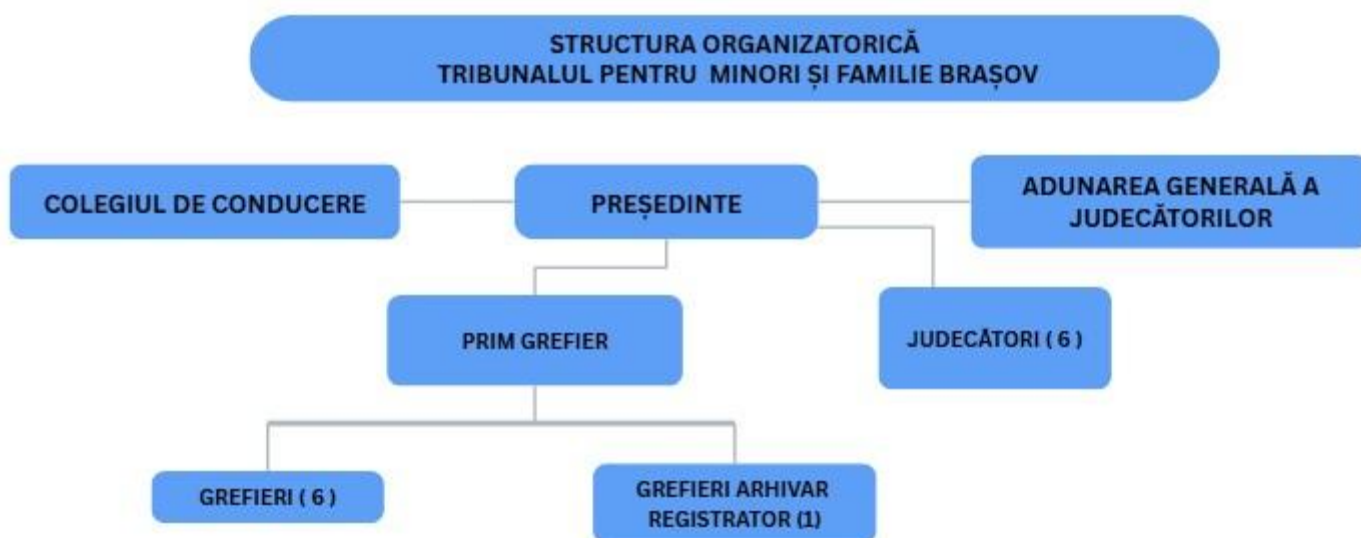 STRUCTURA ORGANIZATORICĂ
TRIBUNALUL PENTRU MINORI ȘI FAMILIE BRAȘOV
COLEGIUL DE CONDUCERE
PREȘEDINTE
ADUNAREA GENERALĂ A
JUDECĂTORILOR
PRIM GREFIER
JUDECĂTORI ( 6 )
GREFIERI ( 6 )
GREFIERI ARHIVAR
REGISTRATOR (1)